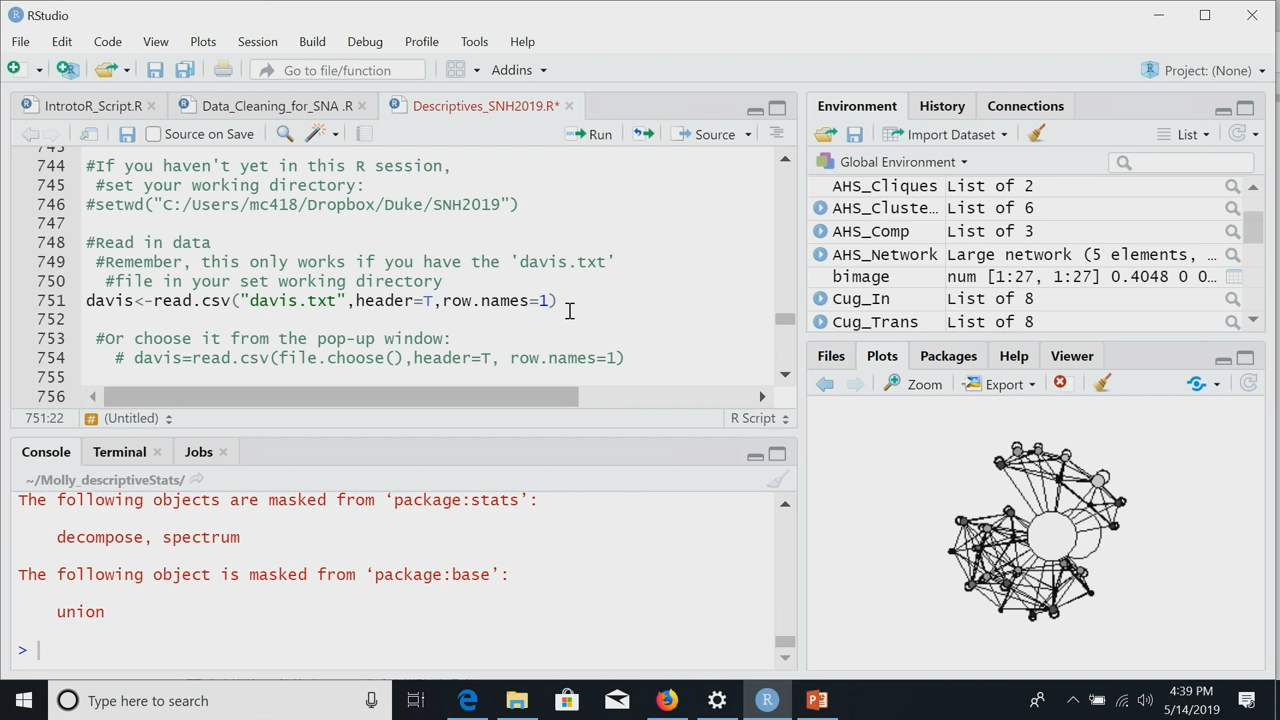 RStudio
File Edit Code View Plots Session Build Debug Profile Tools Help
Go to file/function Addins Project: (None)
IntrotoR_Script.R Data_Cleaning_for_SNA .R Descriptives_SNH2019.R*
Source on Save Run Source
744 #If you haven't yet in this R session,
745 #set your working directory:
746 #setwd("C:/Users/mc418/Dropbox/Duke/SNH2019")
747
748 #Read in data
749 #Remember, this only works if you have the 'davis.txt'
750 #file in your set working directory
751 davis<-read.csv("davis.txt",header=T,row.names=1)
752
753 #Or choose it from the pop-up window:
754 # davis=read.csv(file.choose(),header=T, row.names=1)
755
756
751:22 # (Untitled) R Script
Console Terminal Jobs
~/Molly_descriptiveStats/
The following objects are masked from ‘package:stats’:
decompose, spectrum
The following object is masked from ‘package:base’:
union
>
Environment History Connections
Import Dataset List
Global Environment
AHS_Cliques List of 2
AHS_Cluste… List of 6
AHS_Comp List of 3
AHS_Network Large network (5 elements, …
bimage num [1:27, 1:27] 0.4048 0 0…
Cug_In List of 8
Cug_Trans List of 8
Files Plots Packages Help Viewer
Zoom Export
Type here to search
4:39 PM
5/14/2019